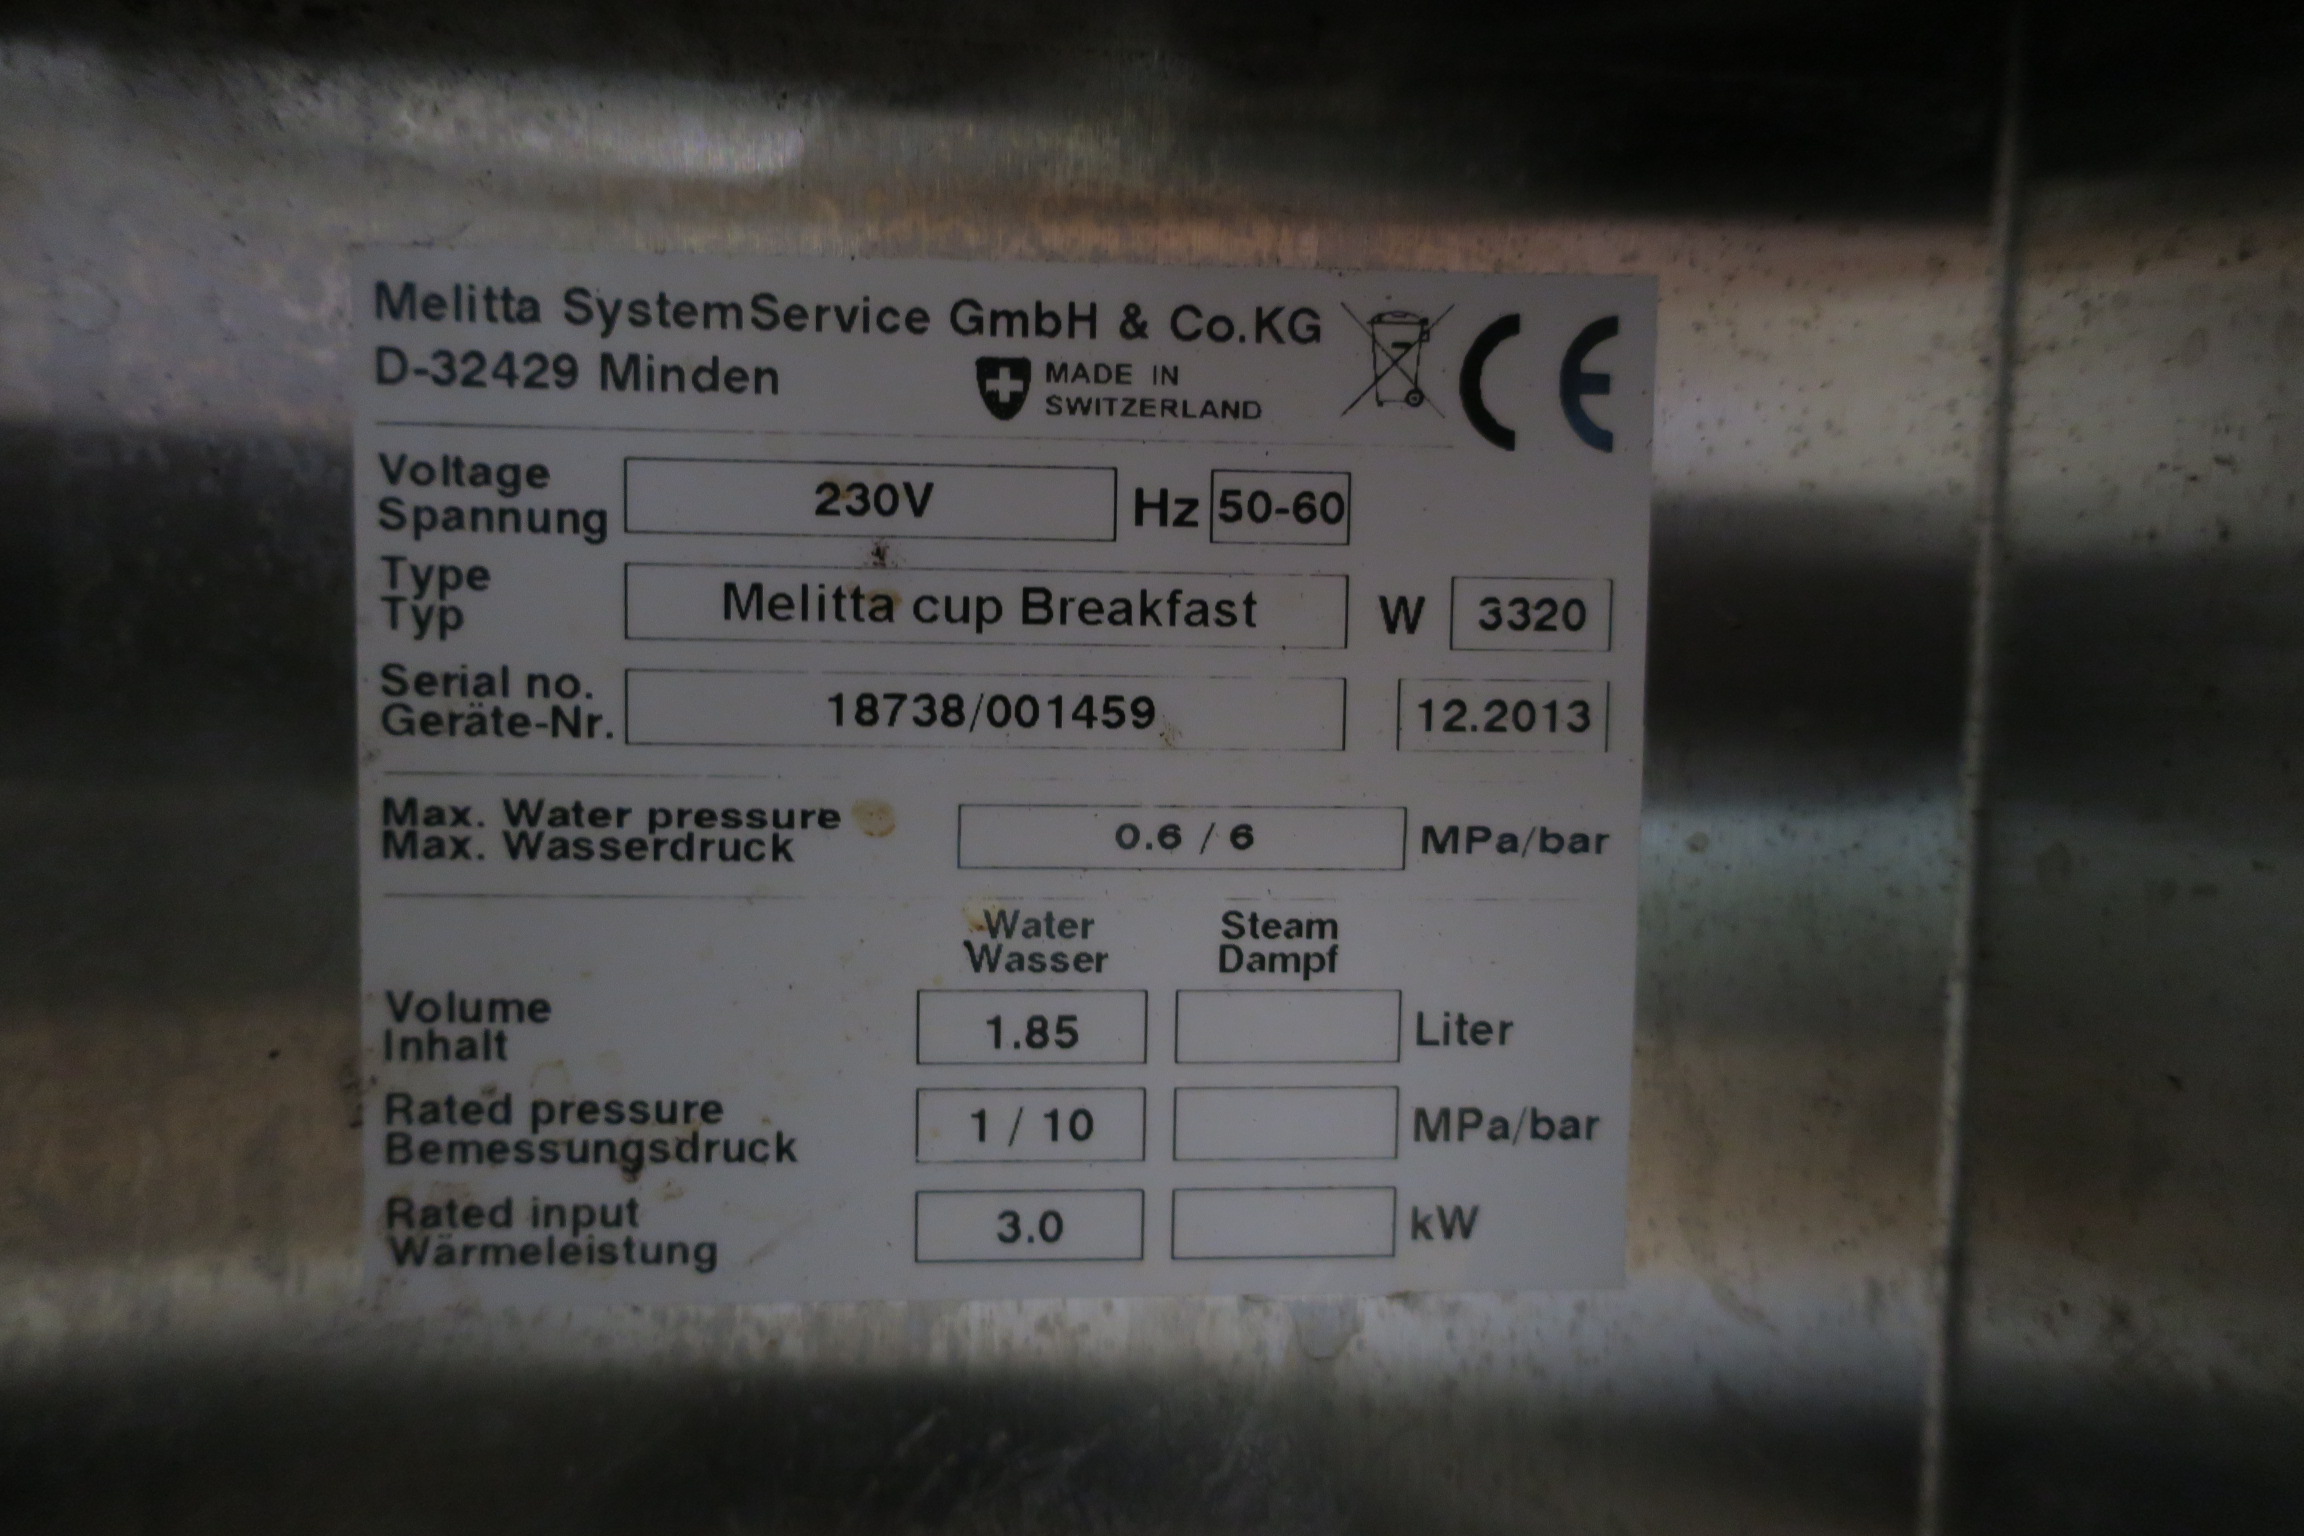 Melitta SystemService GmbH & Co.KG
D-32429 Minden
MADE IN
SWITZERLAND
CE
Voltage
Spannung
230V
Hz 50-60
Type
Typ
Melitta cup Breakfast
W 3320
Serial no.
Geräte-Nr.
18738/001459
12.2013
Max. Water pressure
Max. Wasserdruck
0.6 / 6
MPa/bar
Water
Wasser
Steam
Dampf
Volume
Inhalt
1.85
Liter
Rated pressure
Bemessungsdruck
1 / 10
MPa/bar
Rated input
Wärmeleistung
3.0
kW